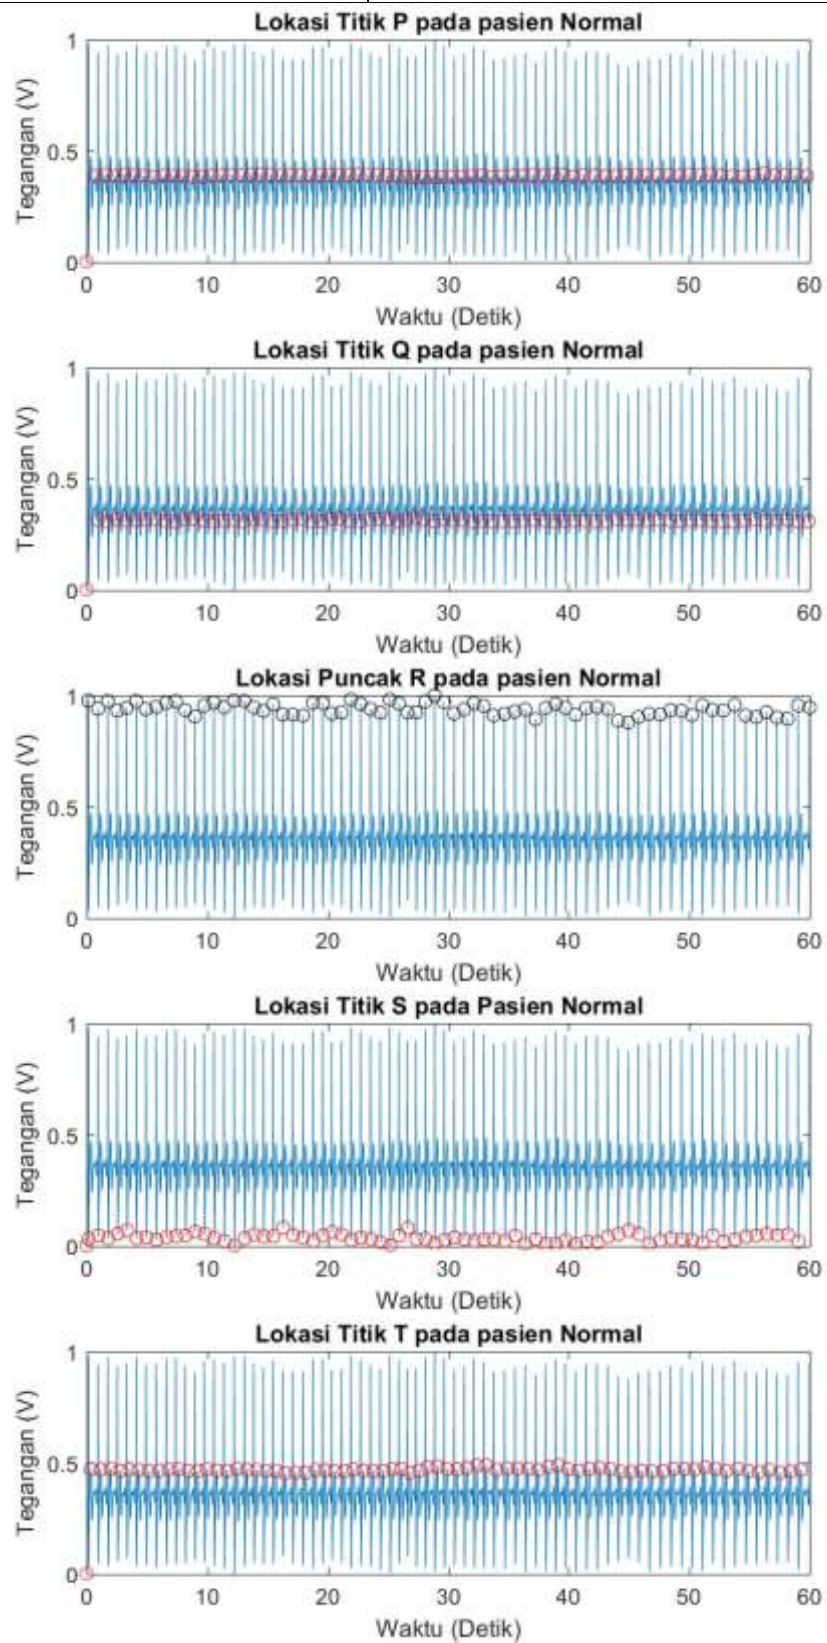 Lokasi Titik P pada pasien Normal
Tegangan (V)
1
0.5
0
0 10 20 30 40 50 60
Waktu (Detik)
Lokasi Titik Q pada pasien Normal
Tegangan (V)
1
0.5
0
0 10 20 30 40 50 60
Waktu (Detik)
Lokasi Puncak R pada pasien Normal
Tegangan (V)
1
0.5
0
0 10 20 30 40 50 60
Waktu (Detik)
Lokasi Titik S pada Pasien Normal
Tegangan (V)
1
0.5
0
0 10 20 30 40 50 60
Waktu (Detik)
Lokasi Titik T pada pasien Normal
Tegangan (V)
1
0.5
0
0 10 20 30 40 50 60
Waktu (Detik)